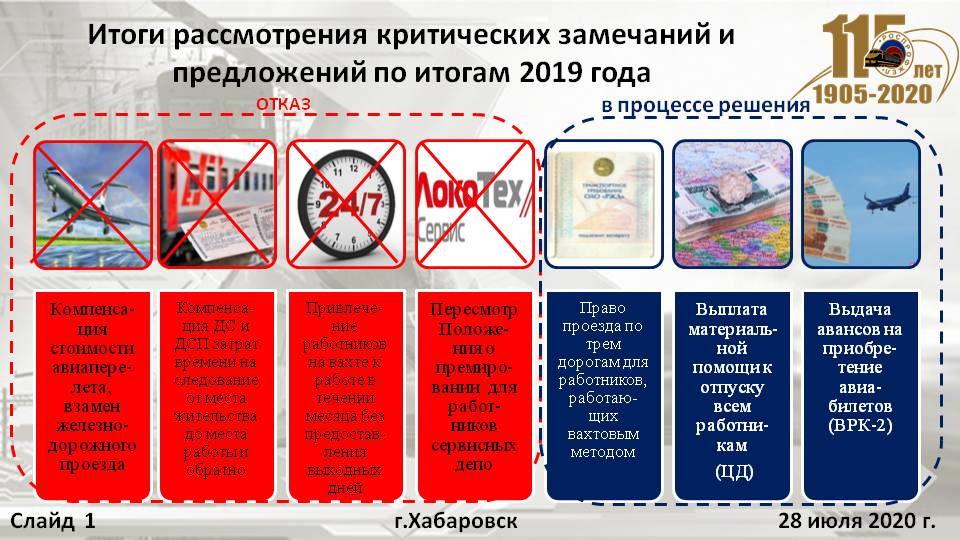 Итоги рассмотрения критических замечаний и
предложений по итогам 2019 года
115
РОСПРОФЖЕЛ
лет
1905-2020
ОТКАЗ
в процессе решения
24/7
ЛокоТех
Сервис
ТРАНСПОРТНОЕ
ТРЕБОВАНИЕ
ОАО «РЖД»
Компенса-
ция
стоимости
авиапере-
лета,
взамен
железно-
дорожного
проезда
Компенса-
ция ДС и
ДСП затрат
времени на
следование
от места
жительства
до места
работы и
обратно
Привлече-
ние
работников
на вахте к
работе в
течении
месяца без
предостав-
ления
выходных
дней
Пересмотр
Положе-
ния о
премиро-
вании для
работ-
ников
сервисных
депо
Право
проезда по
трем
дорогам для
работников,
работаю-
щих
вахтовым
методом
Выплата
материаль-
ной
помощи к
отпуску
всем
работни-
кам
(ЦД)
Выдача
авансов на
приобре-
тение
авиа-
билетов
(ВРК-2)
Слайд 1
г.Хабаровск
28 июля 2020 г.